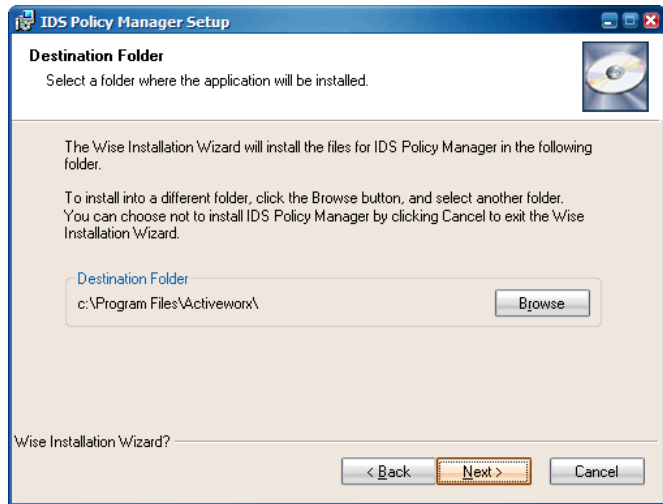 IDS Policy Manager Setup
Destination Folder
Select a folder where the application will be installed.
The Wise Installation Wizard will install the files for IDS Policy Manager in the following
folder.
To install into a different folder, click the Browse button, and select another folder.
You can choose not to install IDS Policy Manager by clicking Cancel to exit the Wise
Installation Wizard.
Destination Folder
c:\Program Files\Activeworx\
Browse
Wise Installation Wizard?
< Back
Next >
Cancel